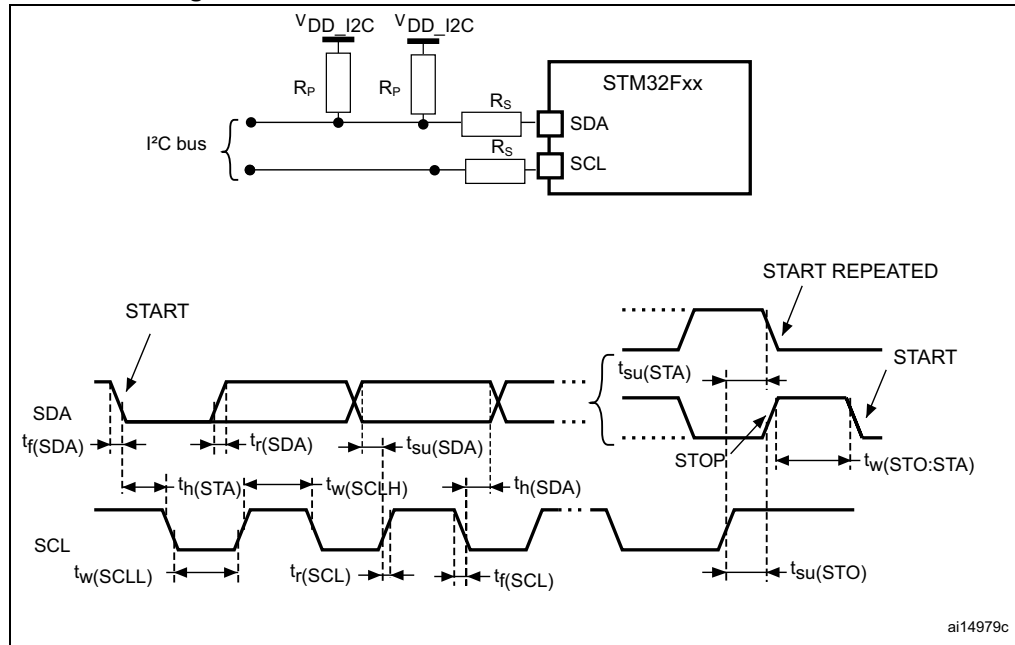 VDD_I2C VDD_I2C
RP RP
STM32Fxx
RS
SDA
I²C bus
RS
SCL
START REPEATED
START
START
tsu(STA)
SDA
tf(SDA)
tr(SDA)
tsu(SDA)
STOP
tw(STO:STA)
th(STA)
tw(SCLH)
th(SDA)
SCL
tw(SCLL)
tr(SCL)
tf(SCL)
tsu(STO)
ai14979c